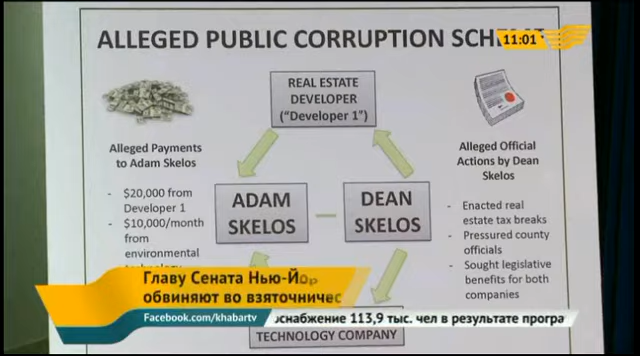 ALLEGED PUBLIC CORRUPTION
11:01
REAL ESTATE
DEVELOPER
("Developer 1")
Alleged Payments
to Adam Skelos
- $20,000 from
Developer 1
- $10,000/month
from
environmental
ADAM
SKELOS
DEAN
SKELOS
Alleged Official
Actions by Dean
Skelos
- Enacted real
estate tax breaks
- Pressured county
officials
- Sought legislative
benefits for both
companies
TECHNOLOGY COMPANY
Главу Сената Нью-Йор
обвиняют во взяточничес
Facebook.com/khabartv
оснабжение 113,9 тыс. чел в результате програ